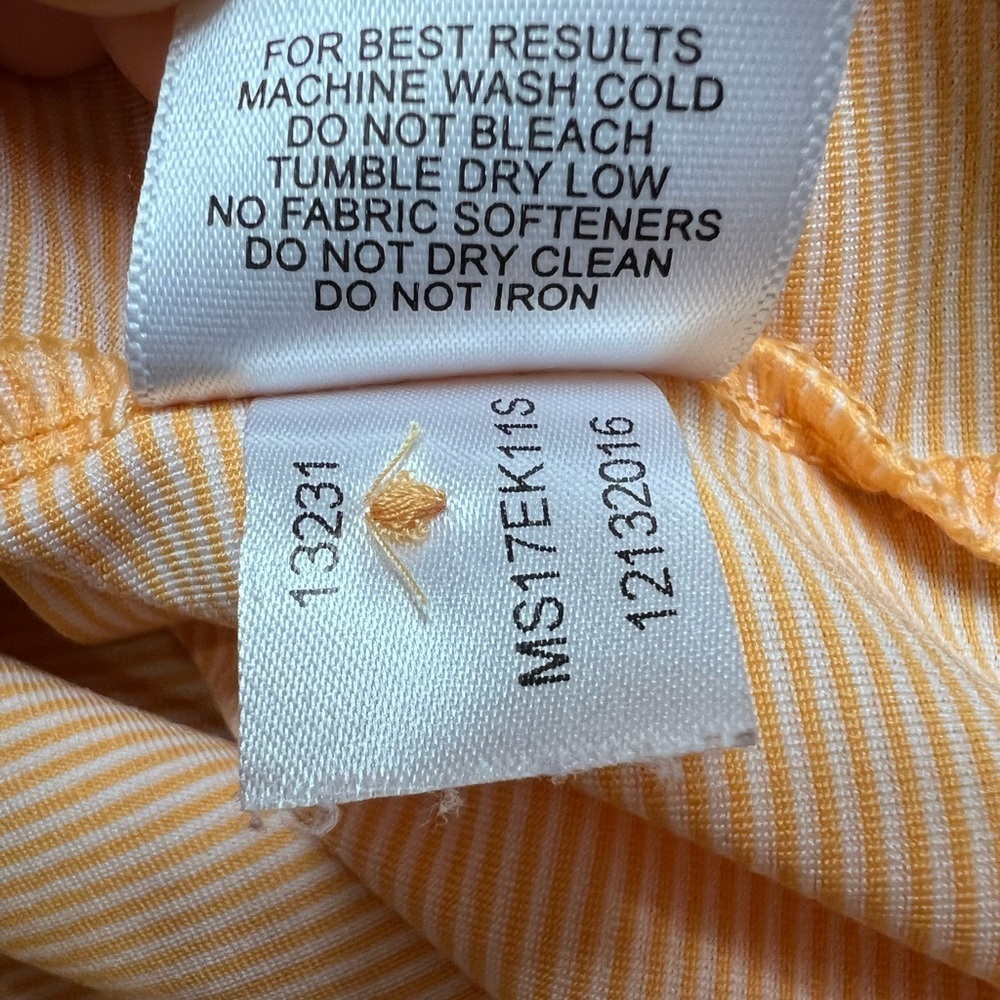 FOR BEST RESULTS
MACHINE WASH COLD
DO NOT BLEACH
TUMBLE DRY LOW
NO FABRIC SOFTENERS
DO NOT DRY CLEAN
DO NOT IRON
13231
MS17EK11S
12132016